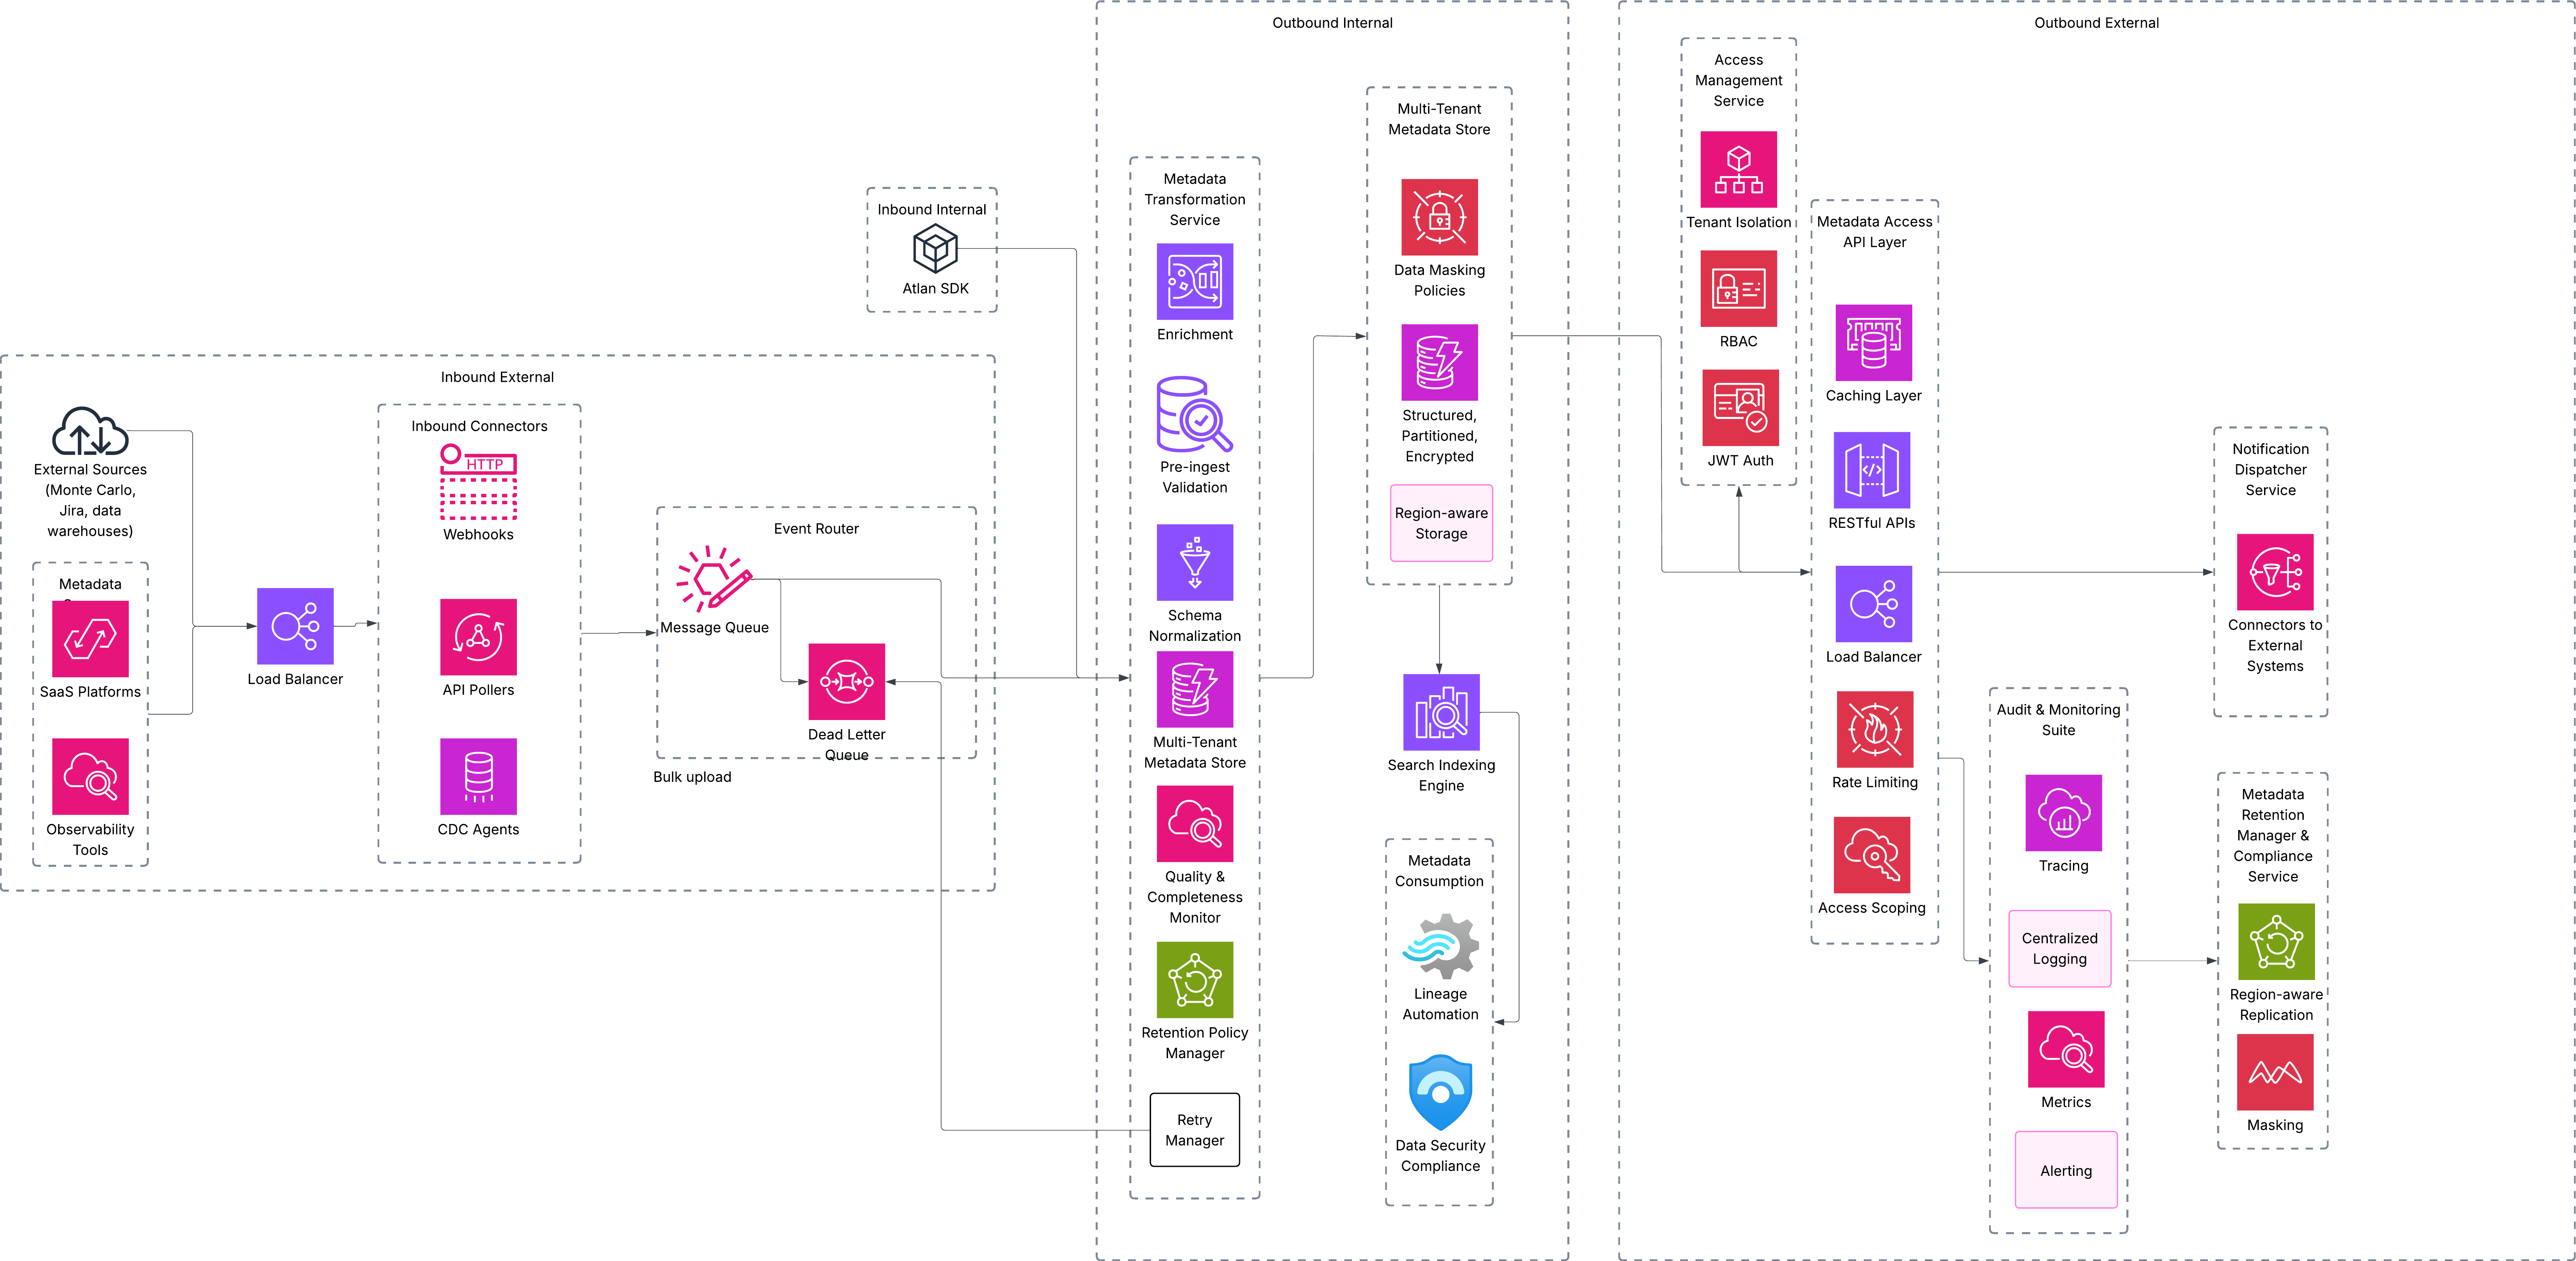 Inbound External
External Sources
(Monte Carlo,
Jira, data
warehouses)
Metadata
SaaS Platforms
Observability
Tools
Load Balancer
Inbound Connectors
HTTP
Webhooks
API Pollers
CDC Agents
Event Router
Message Queue
Dead Letter
Queue
Bulk upload
Inbound Internal
Atlan SDK
Outbound Internal
Metadata
Transformation
Service
Enrichment
Pre-ingest
Validation
Schema
Normalization
Multi-Tenant
Metadata Store
Quality &
Completeness
Monitor
Retention Policy
Manager
Retry
Manager
Multi-Tenant
Metadata Store
Data Masking
Policies
Structured,
Partitioned,
Encrypted
Region-aware
Storage
Search Indexing
Engine
Metadata
Consumption
Lineage
Automation
Data Security
Compliance
Outbound External
Access
Management
Service
Tenant Isolation
RBAC
JWT Auth
Metadata Access
API Layer
Caching Layer
RESTful APIs
Load Balancer
Rate Limiting
Access Scoping
Audit & Monitoring
Suite
Tracing
Centralized
Logging
Metrics
Alerting
Notification
Dispatcher
Service
Connectors to
External
Systems
Metadata
Retention
Manager &
Compliance
Service
Region-aware
Replication
Masking